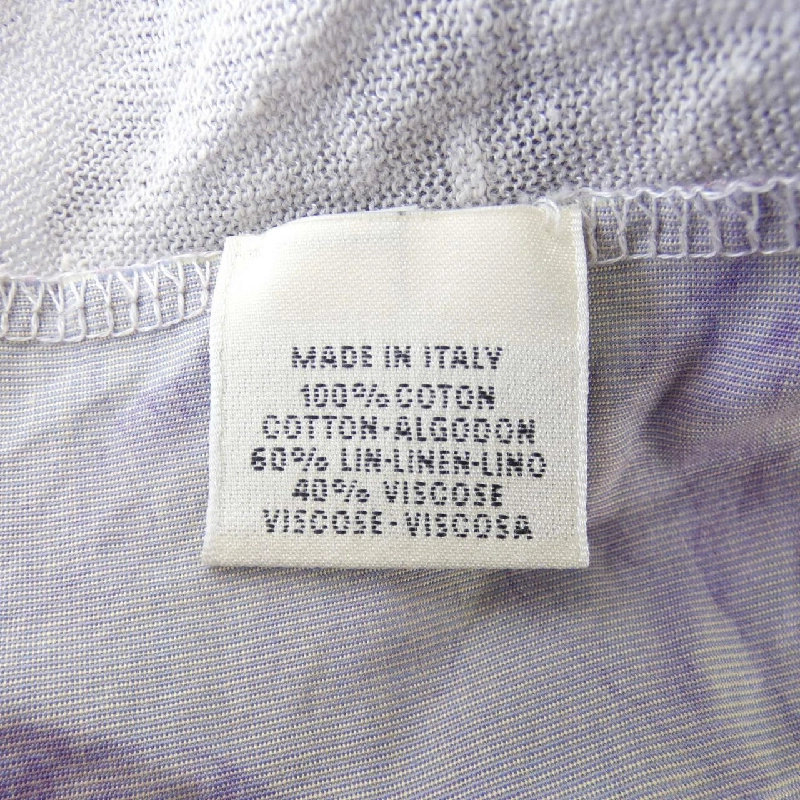 MADE IN ITALY
100% COTON
COTTON-ALGODON
60% LIN-LINEN-LINO
40% VISCOSE
VISCOSE-VISCOSA